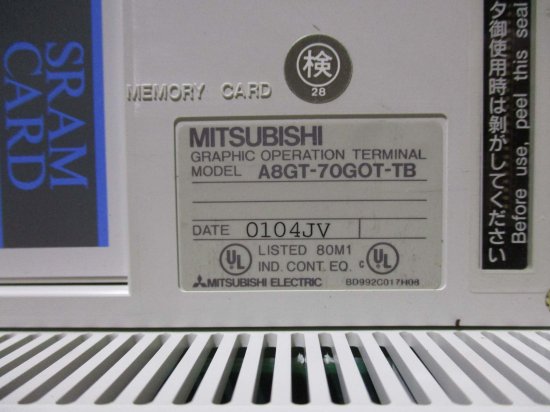 SRAM
CARD
MEMORY CARD
検
28
MITSUBISHI
GRAPHIC OPERATION TERMINAL
MODEL A8GT-70GOT-TB
DATE 0104JV
UL LISTED 80M1 c UL
IND. CONT. EQ.
MITSUBISHI ELECTRIC BD992C017H08
タ御使用時は剝がしてください
Before use, peel this seal